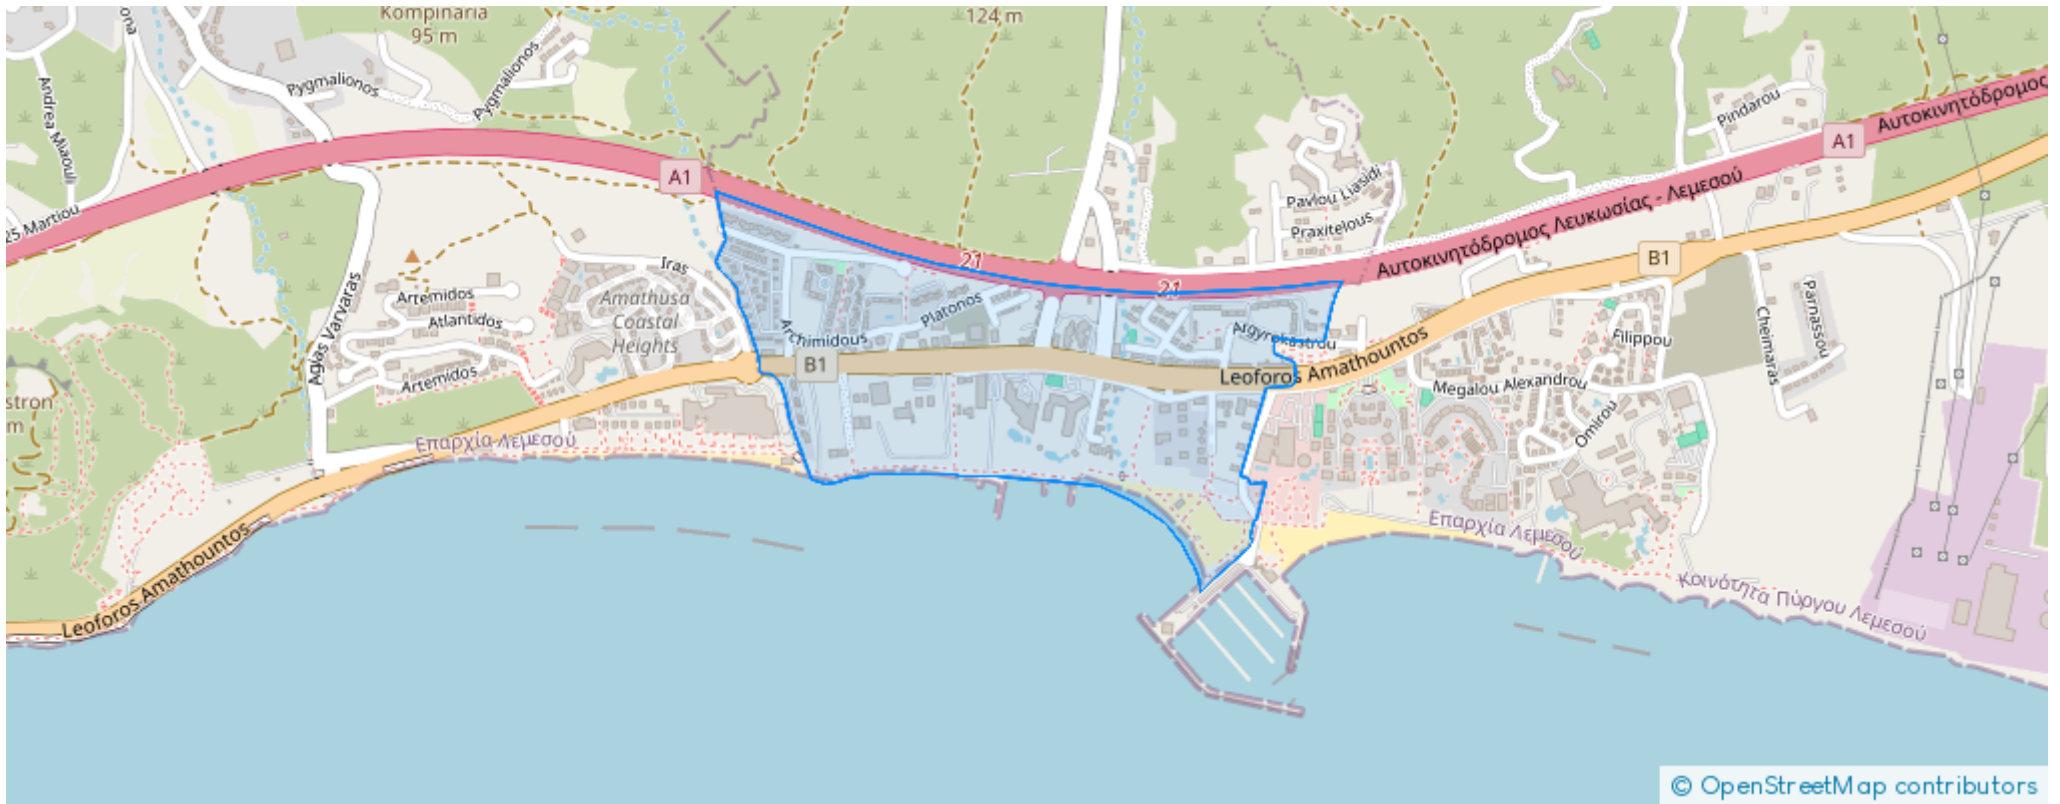 Kompinaria
95 m
124 m
ona
Pygmalionos
Pygmalionos
Andrea Miaouli
Pindarou
Αυτοκινητόδρομος
A1
A1
25 Martiou
Pavlou Liasidi
Praxitelous
Αυτοκινητόδρομος Λευκωσίας - Λεμεσού
21
21
B1
Iras
Artemidos
Atlantidos
Artemidos
Agias Varvaras
Amathusa
Coastal
Heights
Archimidous
Platonos
Argyrokastrou
B1
Leoforos Amathountos
Filippou
Parnassou
Cheimaras
Megalou Alexandrou
Omirou
stron
m
Επαρχία Λεμεσού
Leoforos Amathountos
Επαρχία Λεμεσού
Κοινότητα Πύργου Λεμεσού
© OpenStreetMap contributors